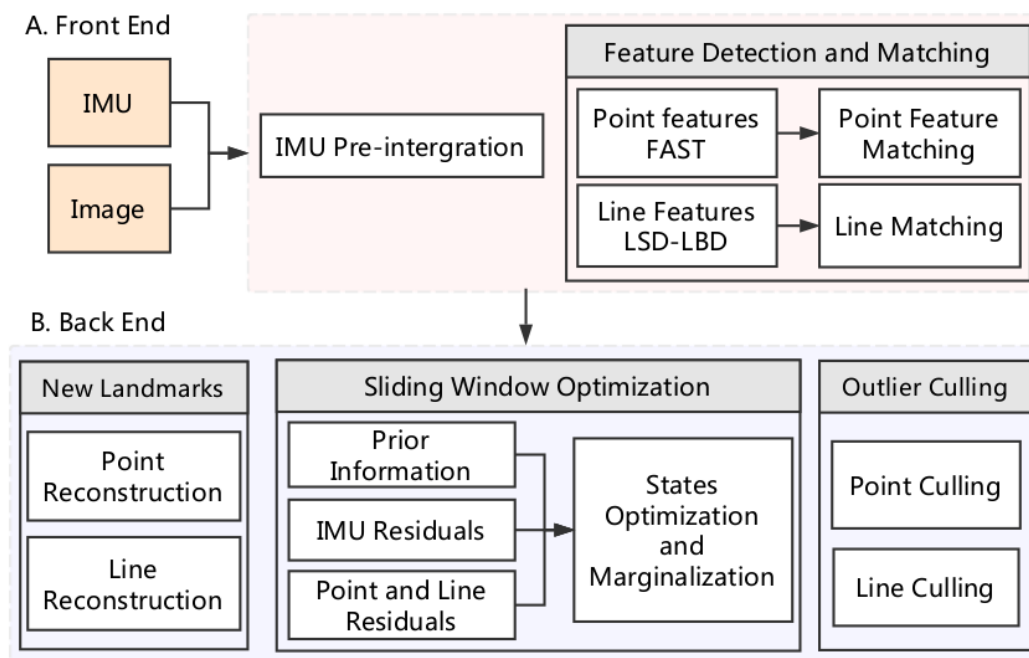 A. Front End
IMU
Image
IMU Pre-intergration
Feature Detection and Matching
Point features
FAST
Point Feature
Matching
Line Features
LSD-LBD
Line Matching
B. Back End
New Landmarks
Point
Reconstruction
Line
Reconstruction
Sliding Window Optimization
Prior
Information
IMU Residuals
Point and Line
Residuals
States
Optimization
and
Marginalization
Outlier Culling
Point Culling
Line Culling